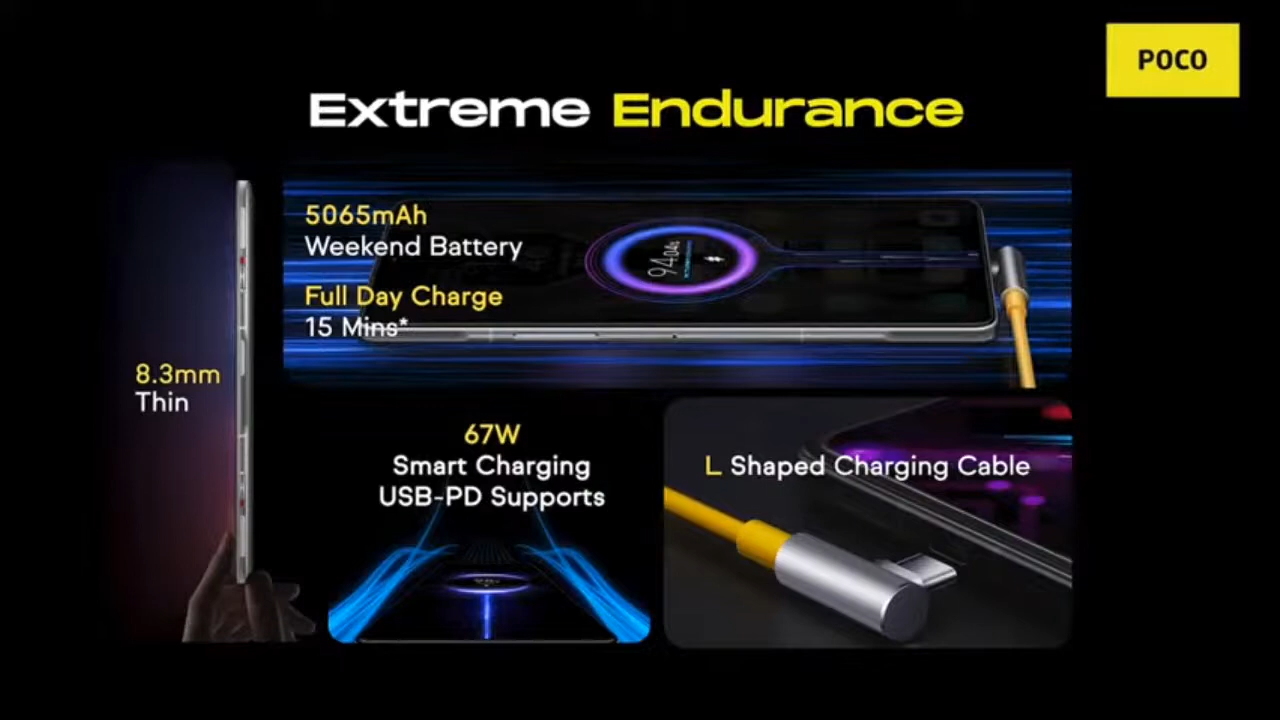 POCO
Extreme Endurance
5065mAh
Weekend Battery
Full Day Charge
15 Mins*
8.3mm
Thin
67W
Smart Charging
USB-PD Supports
L Shaped Charging Cable